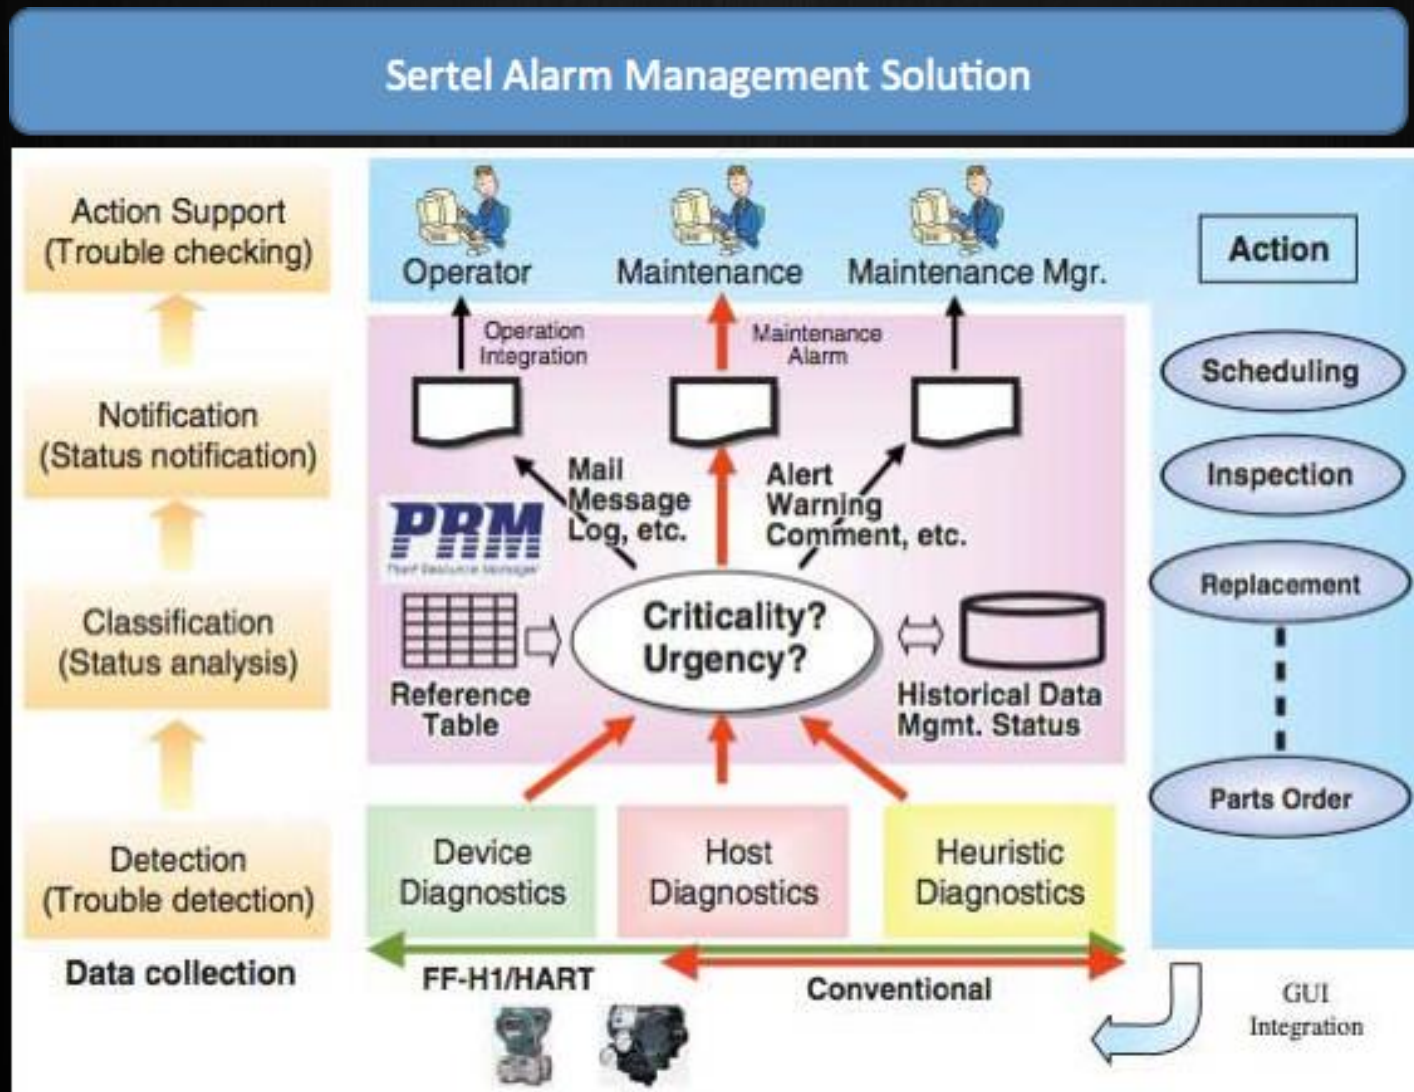 Sertel Alarm Management Solution
Action Support
(Trouble checking)
Notification
(Status notification)
Classification
(Status analysis)
Detection
(Trouble detection)
Data collection
Operator
Maintenance
Maintenance Mgr.
Operation
Integration
Maintenance
Alarm
Mail
Message
Log, etc.
Alert
Warning
Comment, etc.
PRM
Plant Resource Manager
Criticality?
Urgency?
Reference
Table
Historical Data
Mgmt. Status
Device
Diagnostics
Host
Diagnostics
Heuristic
Diagnostics
FF-H1/HART
Conventional
Action
Scheduling
Inspection
Replacement
Parts Order
GUI
Integration